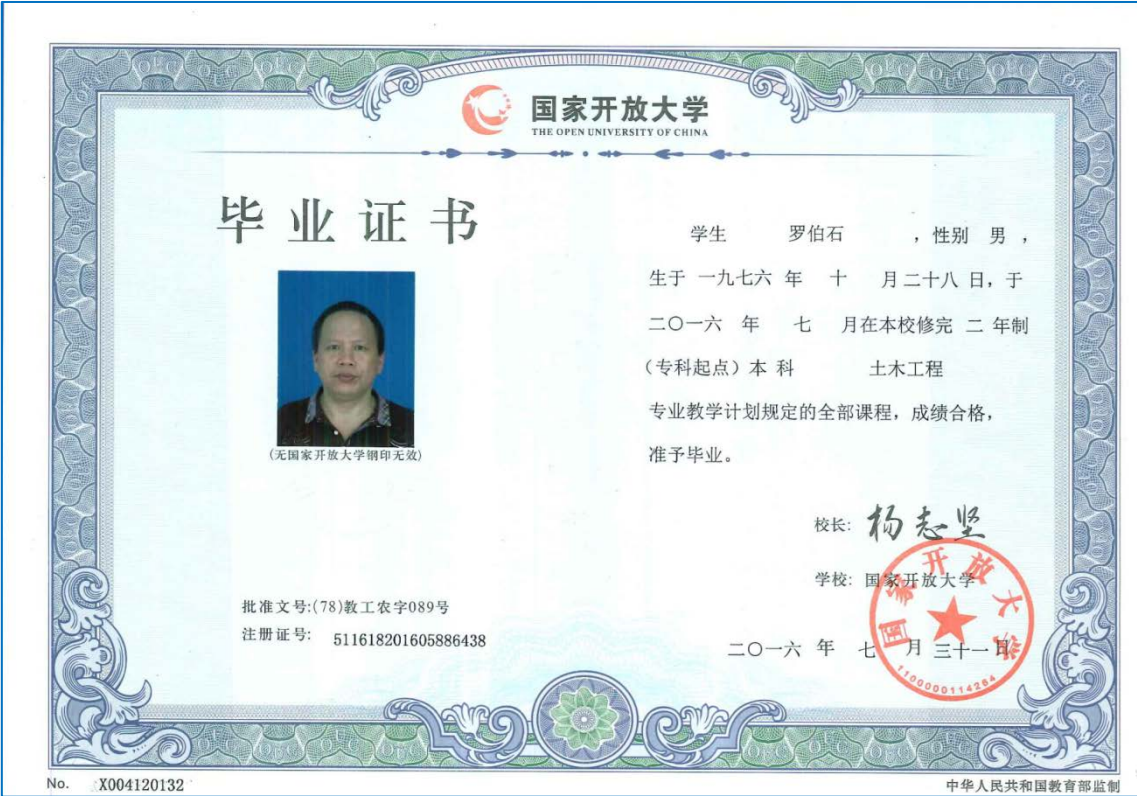 国家开放大学
THE OPEN UNIVERSITY OF CHINA
毕业证书
(无国家开放大学钢印无效)
批准文号:(78)教工农字089号
注册证号: 511618201605886438
学生 罗伯石 ，性别 男 ，
生于 一九七六 年 十 月二十八 日，于
二〇一六 年 七 月在本校修完 二 年制
（专科起点）本 科 土木工程
专业教学计划规定的全部课程，成绩合格，
准予毕业。
校长: 杨志坚
学校: 国家开放大学
二〇一六 年 七 月 三十一 日
国家开放大学
1100000114264
No. X004120132
中华人民共和国教育部监制